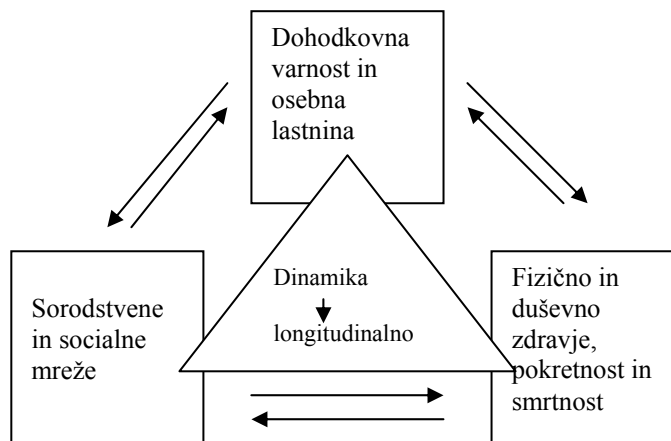 Dohodkovna
varnost in
osebna
lastnina
Dinamika
longitudinalno
Sorodstvene
in socialne
mreže
Fizično in
duševno
zdravje,
pokretnost in
smrtnost